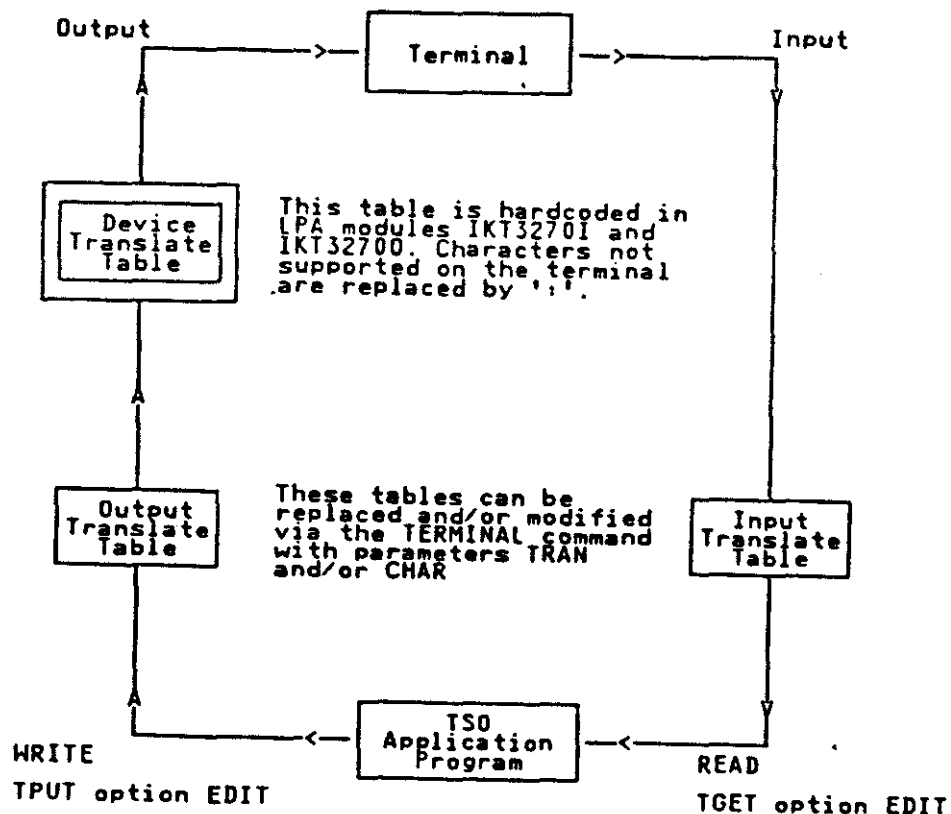 Output
Terminal
Input
Device
Translate
Table
This table is hardcoded in
LPA modules IKT3270I and
IKT3270O. Characters not
supported on the terminal
are replaced by ':'.
Output
Translate
Table
These tables can be
replaced and/or modified
via the TERMINAL command
with parameters TRAN
and/or CHAR
Input
Translate
Table
TSO
Application
Program
WRITE
TPUT option EDIT
READ
TGET option EDIT